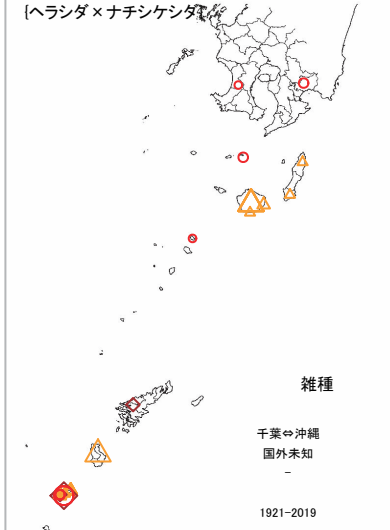 {ヘラシダ×ナチシケシダ}
雑種
千葉⇔沖縄
国外未知
–
1921-2019